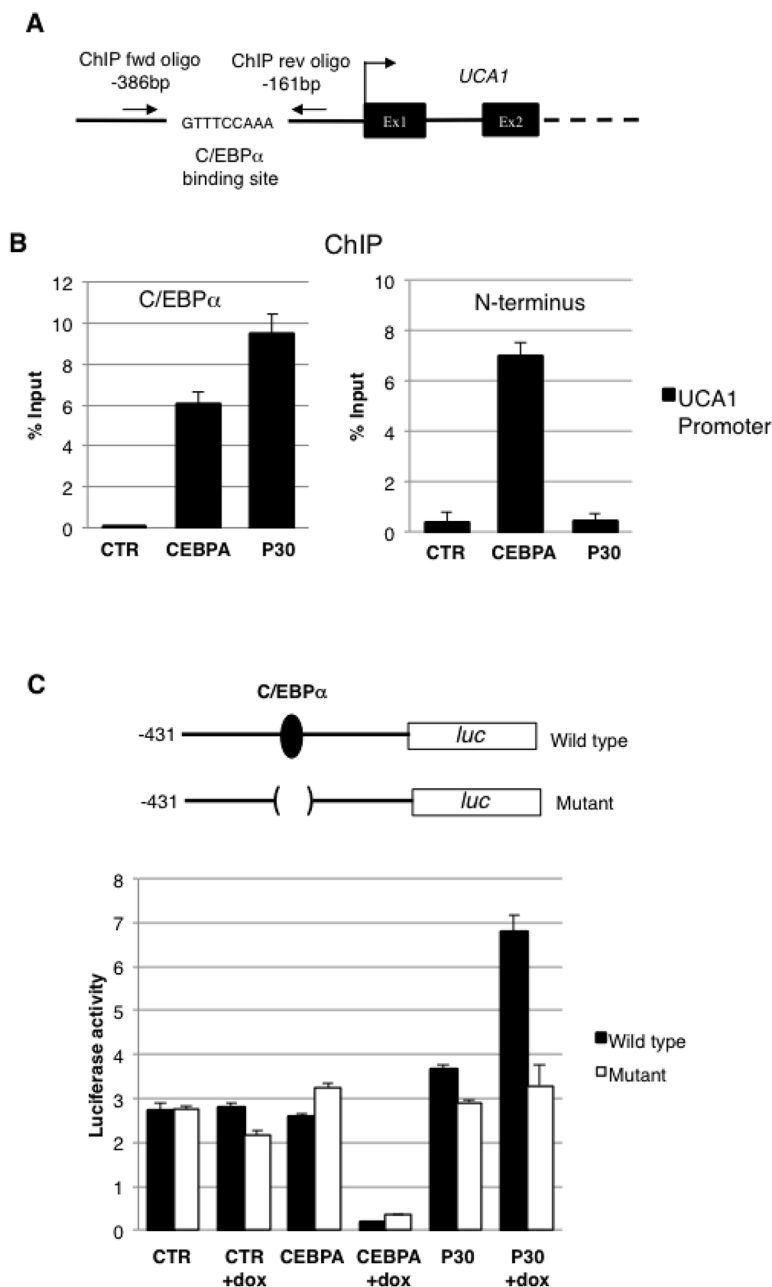 A
ChIP fwd oligo
-386bp
ChIP rev oligo
-161bp
UCA1
GTTTCCAAA
Ex1
Ex2
C/EBPα
binding site
B
ChIP
C/EBPα
% Input
12
10
8
6
4
2
0
CTR
CEBPA
P30
N-terminus
% Input
10
8
6
4
2
0
CTR
CEBPA
P30
UCA1
Promoter
C
C/EBPα
-431
luc
Wild type
-431
( )
luc
Mutant
Luciferase activity
8
7
6
5
4
3
2
1
0
CTR
CTR
+dox
CEBPA
CEBPA
+dox
P30
P30
+dox
Wild type
Mutant